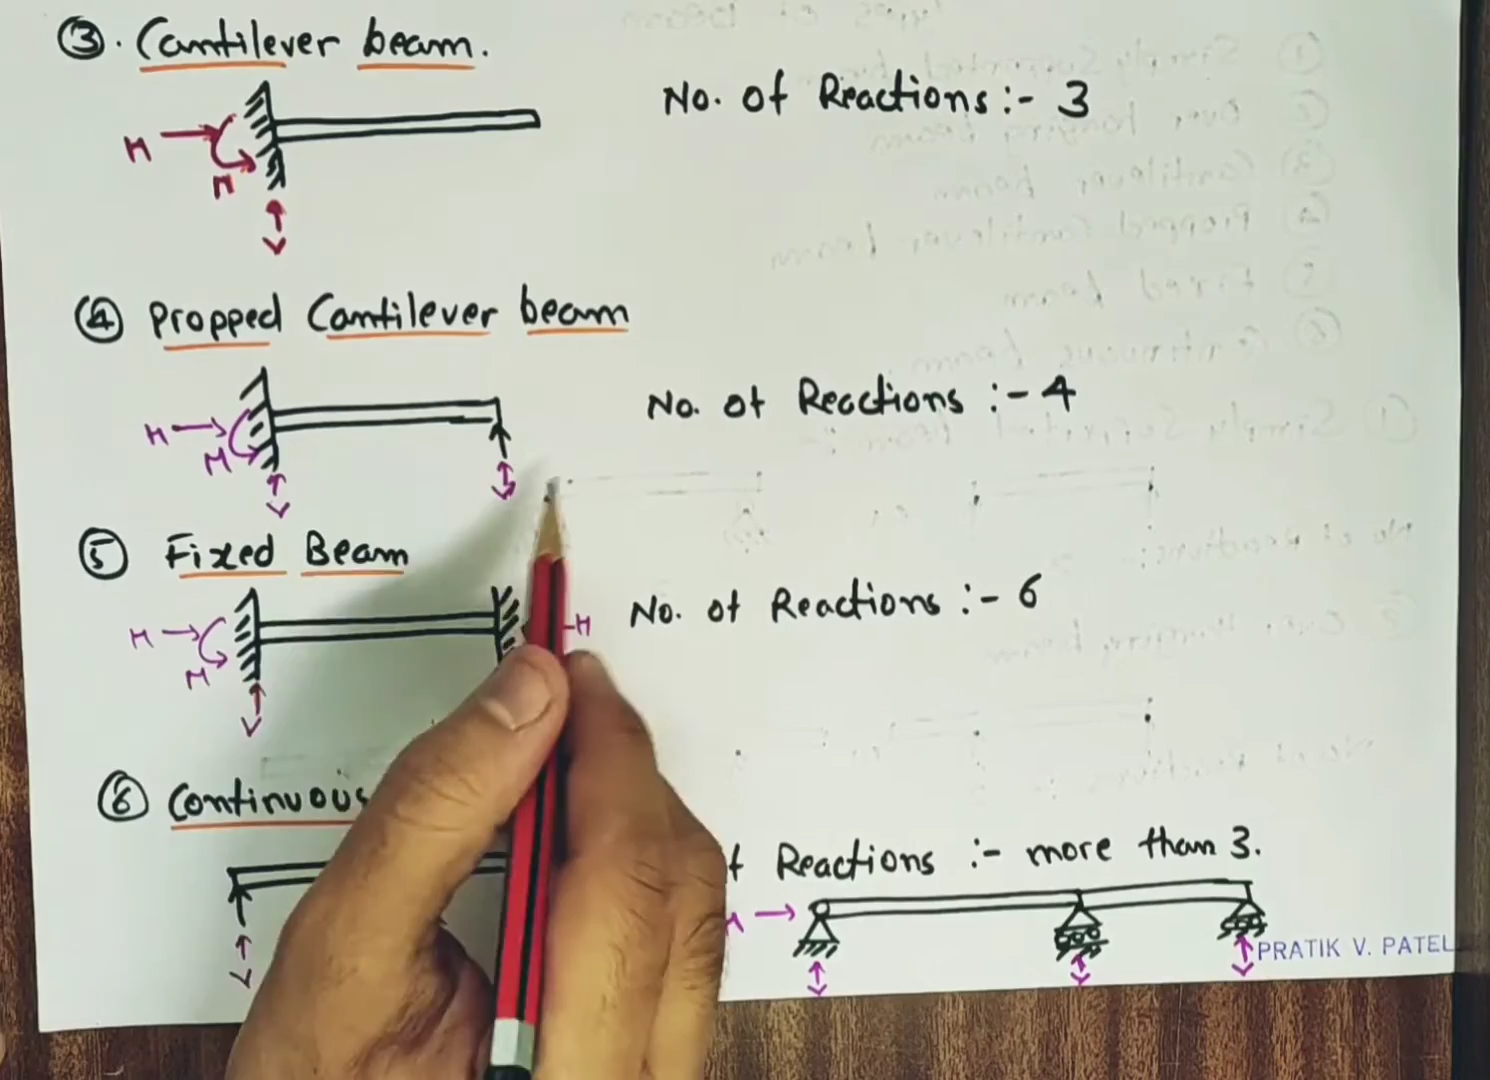 ③. Cantilever beam.
No. of Reactions :- 3
H
M
V
④ Propped Cantilever beam
No. of Reactions :- 4
H
M
V
V
⑤ Fixed Beam
No. of Reactions :- 6
H
H
M
V
⑥ Continuous
Reactions :- more than 3.
V
V
V
V
PRATIK V. PATEL